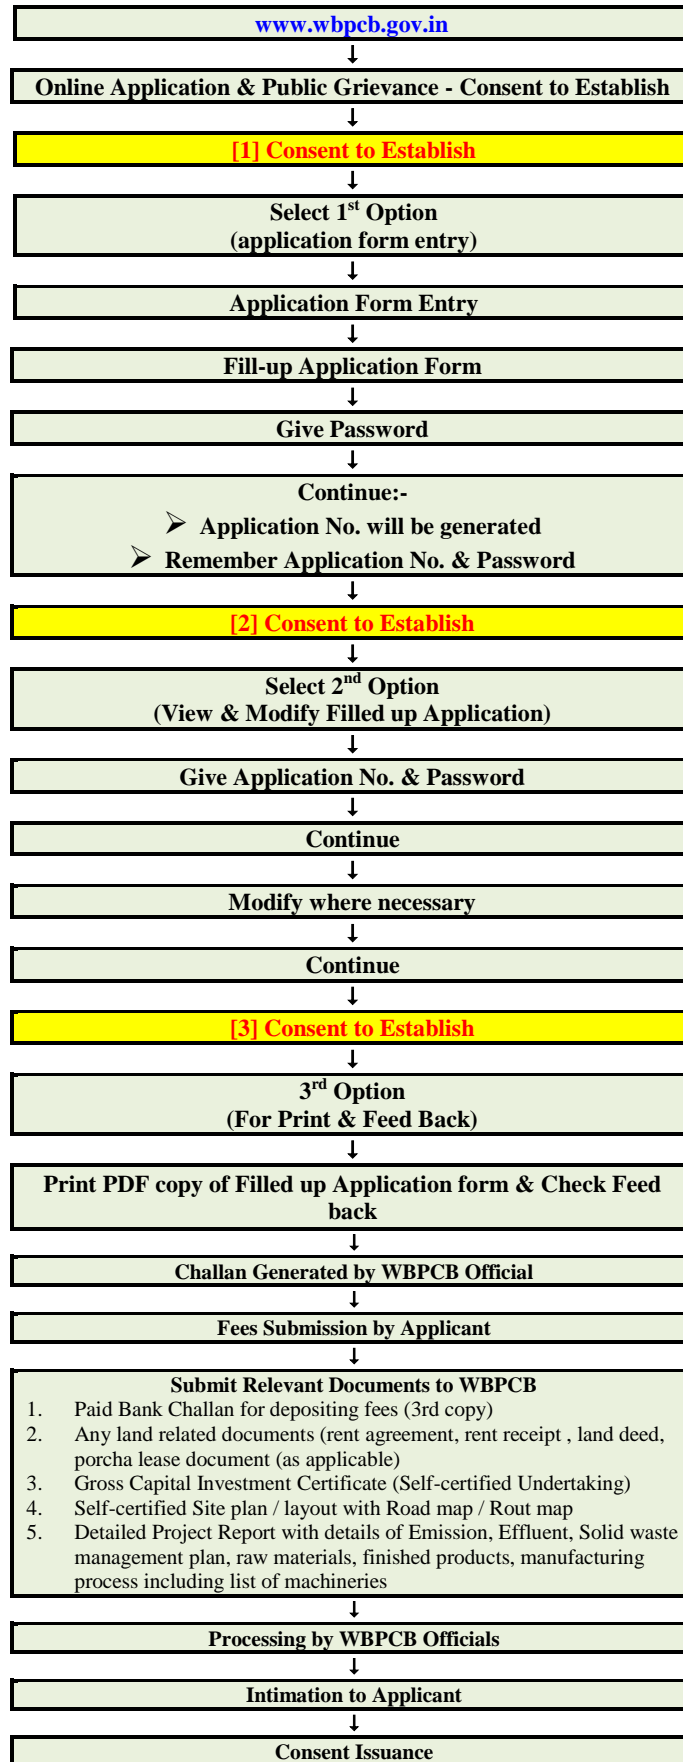 www.wbpcb.gov.in
↓
Online Application & Public Grievance - Consent to Establish
↓
[1] Consent to Establish
↓
Select 1st Option
(application form entry)
↓
Application Form Entry
↓
Fill-up Application Form
↓
Give Password
↓
Continue:-
➢ Application No. will be generated
➢ Remember Application No. & Password
↓
[2] Consent to Establish
↓
Select 2nd Option
(View & Modify Filled up Application)
↓
Give Application No. & Password
↓
Continue
↓
Modify where necessary
↓
Continue
↓
[3] Consent to Establish
↓
3rd Option
(For Print & Feed Back)
↓
Print PDF copy of Filled up Application form & Check Feed
back
↓
Challan Generated by WBPCB Official
↓
Fees Submission by Applicant
↓
Submit Relevant Documents to WBPCB
1. Paid Bank Challan for depositing fees (3rd copy)
2. Any land related documents (rent agreement, rent receipt , land deed,
porcha lease document (as applicable)
3. Gross Capital Investment Certificate (Self-certified Undertaking)
4. Self-certified Site plan / layout with Road map / Rout map
5. Detailed Project Report with details of Emission, Effluent, Solid waste
management plan, raw materials, finished products, manufacturing
process including list of machineries
↓
Processing by WBPCB Officials
↓
Intimation to Applicant
↓
Consent Issuance